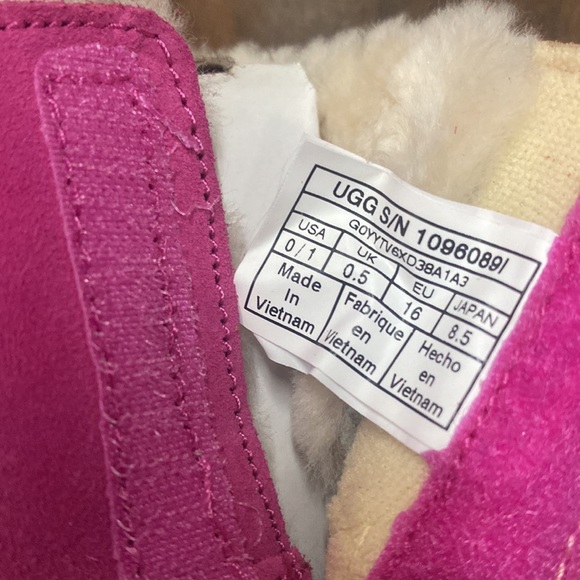 UGG S/N 1096089I
G0YYTV6XD3BA1A3
USA UK EU JAPAN
0/1 0.5 16 8.5
Made In Vietnam
Fabrique en Vietnam
Hecho en Vietnam